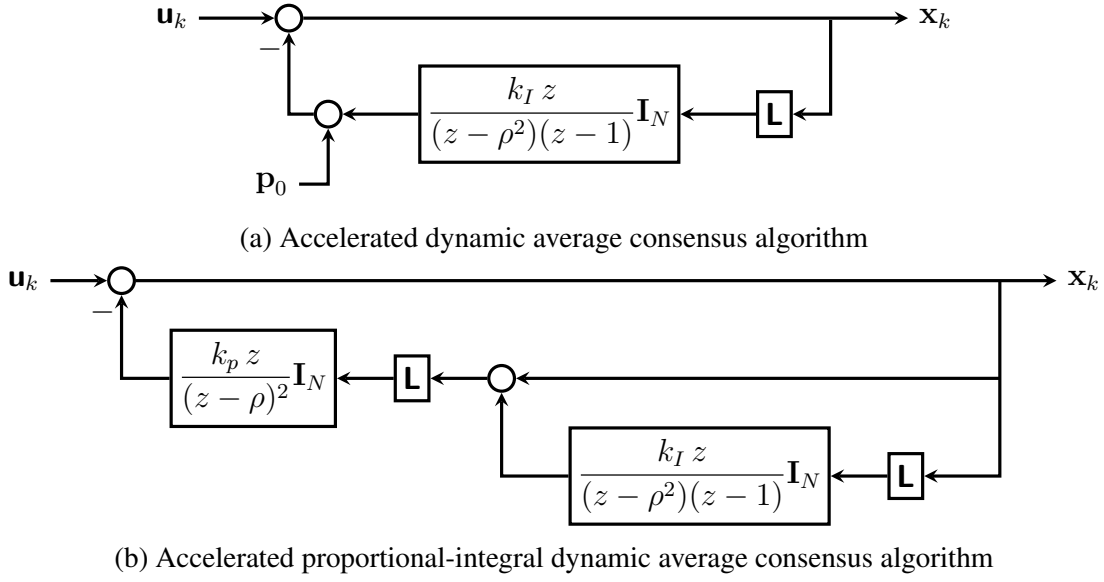 u_k − x_k
k_I z
(z − ρ²)(z − 1) I_N L
p_0
(a) Accelerated dynamic average consensus algorithm
u_k − x_k
k_p z
(z − ρ)² I_N L
k_I z
(z − ρ²)(z − 1) I_N L
(b) Accelerated proportional-integral dynamic average consensus algorithm